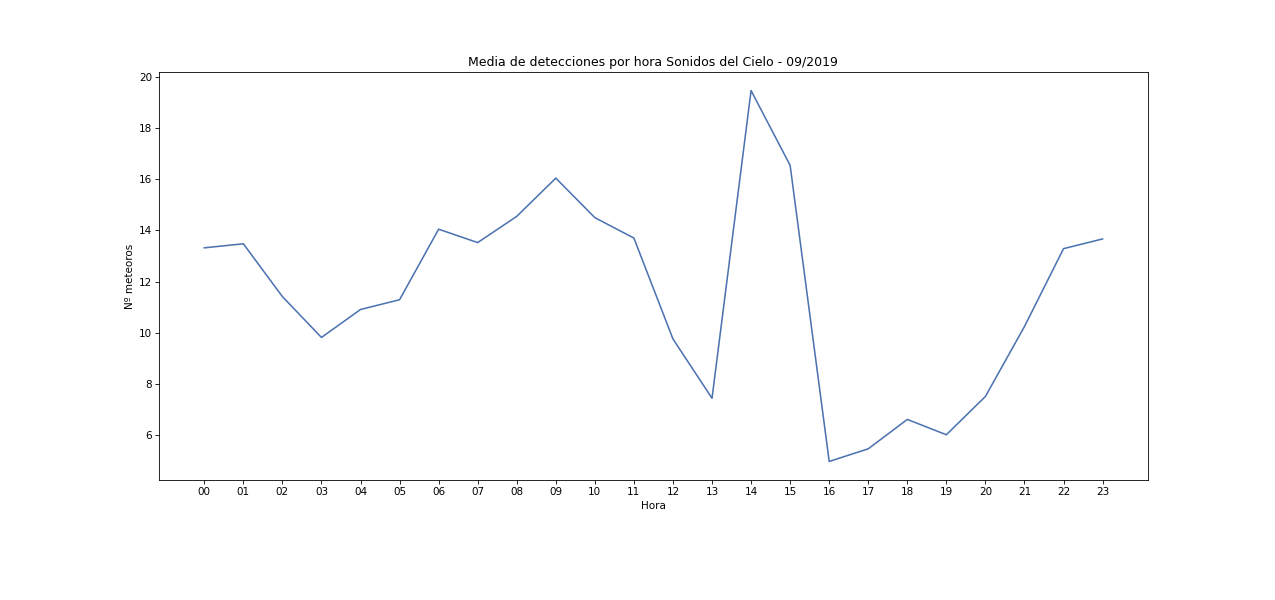 Media de detecciones por hora Sonidos del Cielo - 09/2019
20
18
16
14
12
10
8
6
Nº meteoros
00 01 02 03 04 05 06 07 08 09 10 11 12 13 14 15 16 17 18 19 20 21 22 23
Hora